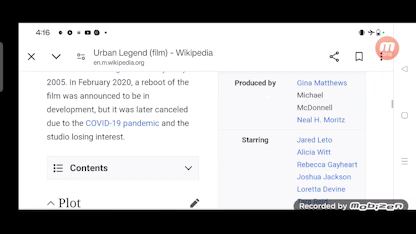 4:16
Urban Legend (film) - Wikipedia
en.m.wikipedia.org
2005. In February 2020, a reboot of the
film was announced to be in
development, but it was later canceled
due to the COVID-19 pandemic and the
studio losing interest.
Contents
Plot
Produced by
Gina Matthews
Michael
McDonnell
Neal H. Moritz
Starring
Jared Leto
Alicia Witt
Rebecca Gayheart
Joshua Jackson
Loretta Devine
Recorded by Mobizen